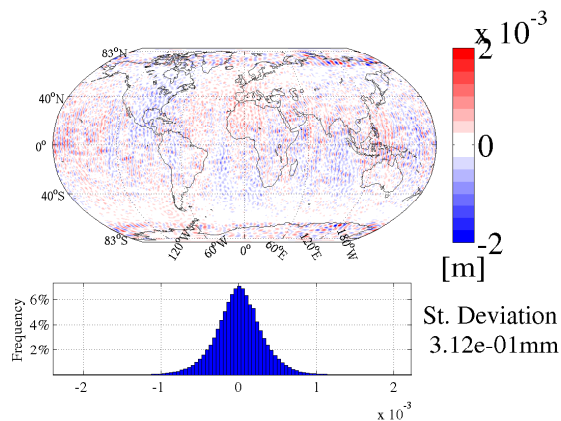 x 10⁻³
83°N
2
40°N
0°
0
40°S
83°S
120°W
60°W
0°
60°E
120°E
180°W
-2
[m]
6%
4%
2%
Frequency
St. Deviation
3.12e-01mm
-2
-1
0
1
2
x 10⁻³